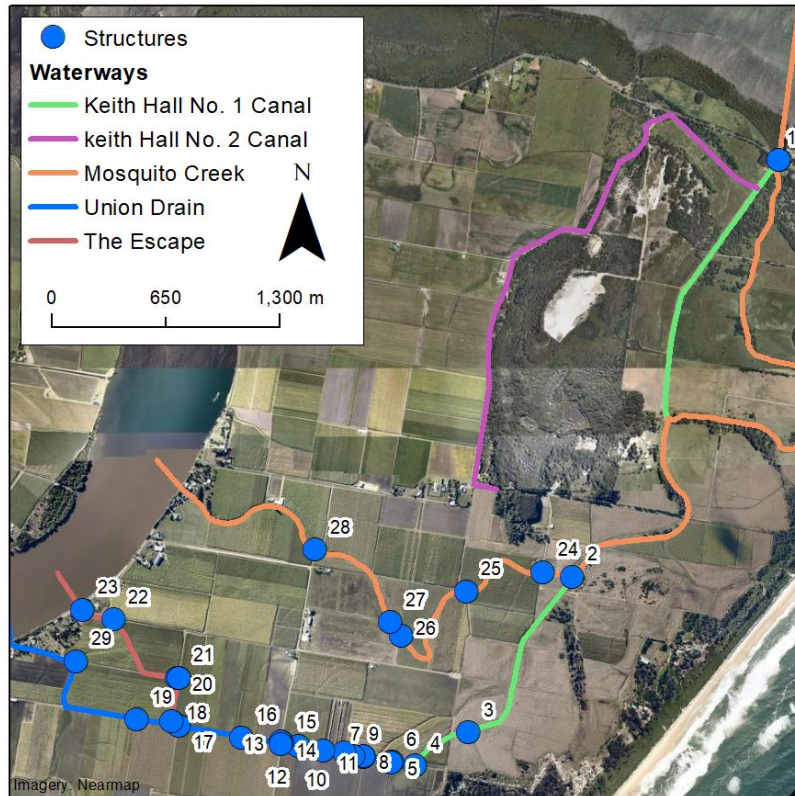 Structures
Waterways
Keith Hall No. 1 Canal
keith Hall No. 2 Canal
Mosquito Creek
N
Union Drain
The Escape
0 650 1,300 m
1
28
24
2
25
23
22
27
26
29
21
20
19
18
17
16
15
13
14
12
10
11
7
9
8
6
5
4
3
Imagery: Nearmap